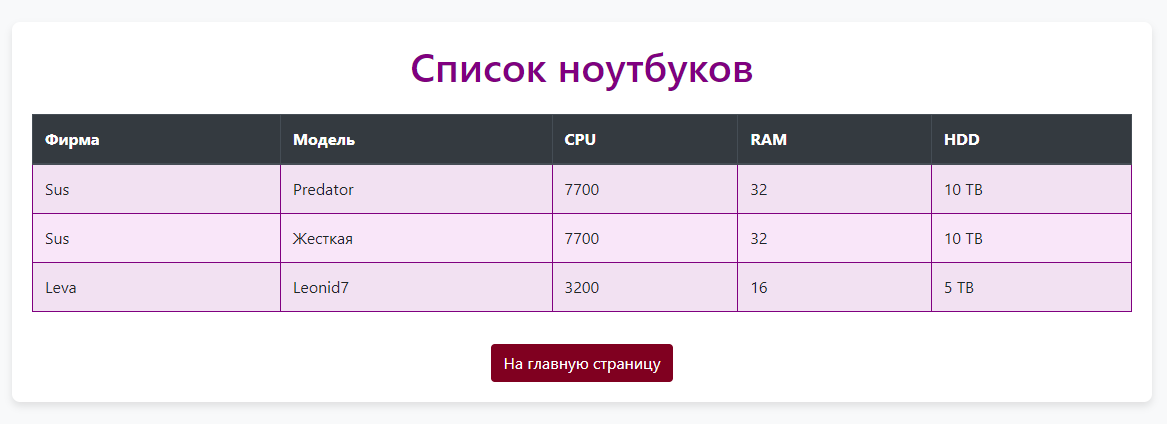 Список ноутбуков
Фирма Модель CPU RAM HDD
Sus Predator 7700 32 10 TB
Sus Жесткая 7700 32 10 TB
Leva Leonid7 3200 16 5 TB
На главную страницу